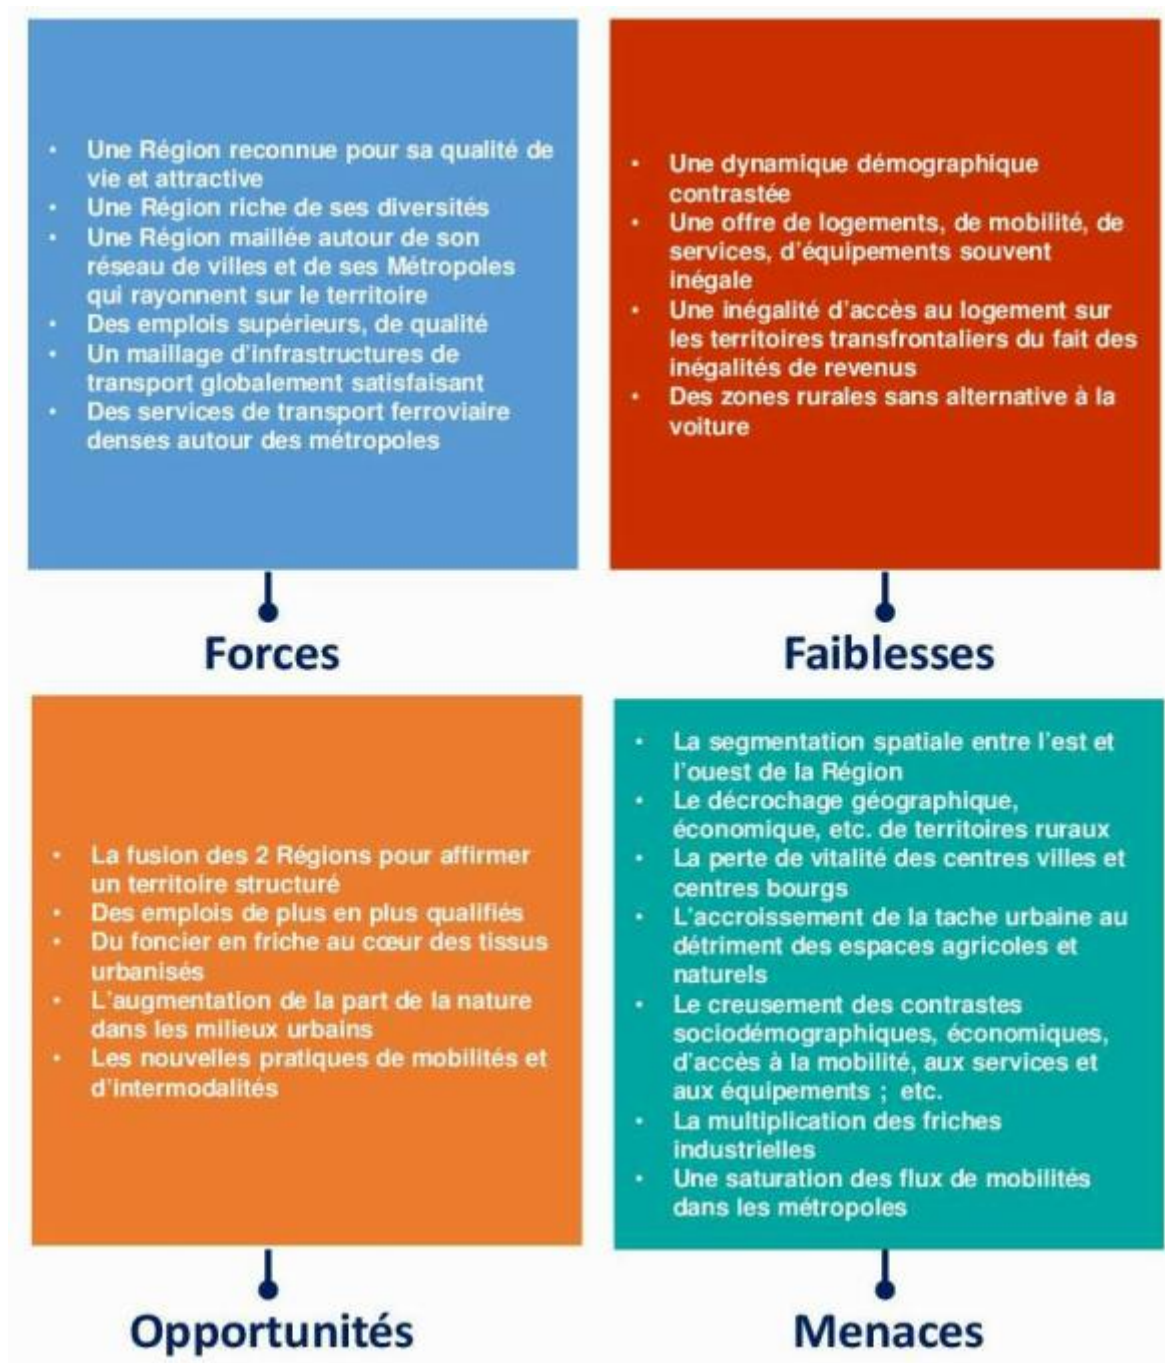 • Une Région reconnue pour sa qualité de
vie et attractive
• Une Région riche de ses diversités
• Une Région maillée autour de son
réseau de villes et de ses Métropoles
qui rayonnent sur le territoire
• Des emplois supérieurs, de qualité
• Un maillage d'infrastructures de
transport globalement satisfaisant
• Des services de transport ferroviaire
denses autour des métropoles
Forces
• Une dynamique démographique
contrastée
• Une offre de logements, de mobilité, de
services, d'équipements souvent
inégale
• Une inégalité d'accès au logement sur
les territoires transfrontaliers du fait des
inégalités de revenus
• Des zones rurales sans alternative à la
voiture
Faiblesses
• La fusion des 2 Régions pour affirmer
un territoire structuré
• Des emplois de plus en plus qualifiés
• Du foncier en friche au cœur des tissus
urbanisés
• L'augmentation de la part de la nature
dans les milieux urbains
• Les nouvelles pratiques de mobilités et
d'intermodalités
Opportunités
• La segmentation spatiale entre l'est et
l'ouest de la Région
• Le décrochage géographique,
économique, etc. de territoires ruraux
• La perte de vitalité des centres villes et
centres bourgs
• L'accroissement de la tache urbaine au
détriment des espaces agricoles et
naturels
• Le creusement des contrastes
sociodémographiques, économiques,
d'accès à la mobilité, aux services et
aux équipements ; etc.
• La multiplication des friches
industrielles
• Une saturation des flux de mobilités
dans les métropoles
Menaces